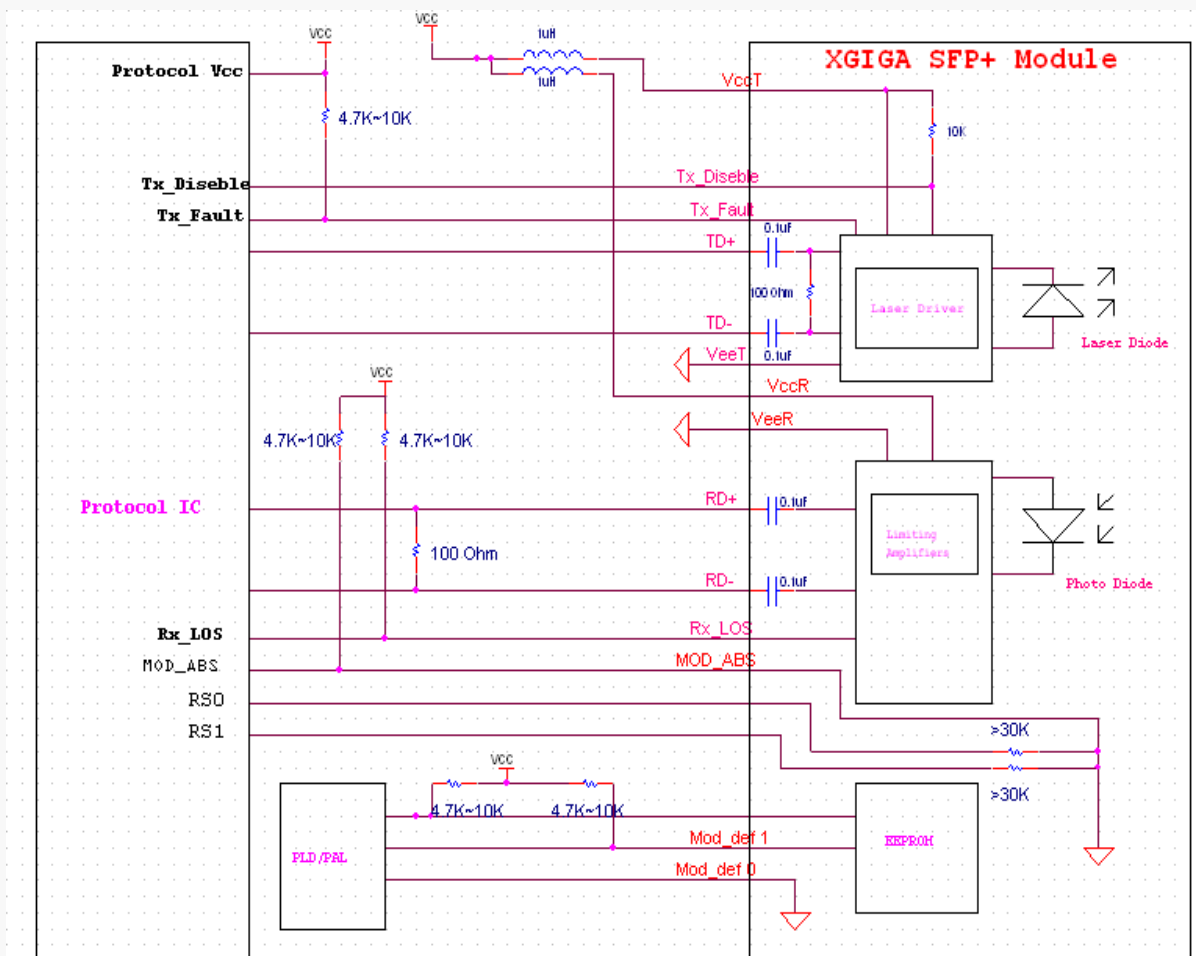 VCC
VCC
1uH
1uH
XGIGA SFP+ Module
Protocol Vcc
VccT
4.7K~10K
10K
Tx_Diseble
Tx_Diseble
Tx_Fault
Tx_Fault
0.1uf
TD+
100 Ohm
Laser Driver
TD-
0.1uf
VeeT
Laser Diode
VCC
VccR
VeeR
4.7K~10K
4.7K~10K
Protocol IC
RD+
0.1uf
Limiting
Amplifiers
100 Ohm
RD-
0.1uf
Photo Diode
Rx_LOS
Rx_LOS
MOD_ABS
MOD_ABS
RS0
RS1
>30K
>30K
VCC
4.7K~10K
4.7K~10K
PLD/PAL
Mod_def 1
EEPROM
Mod_def 0